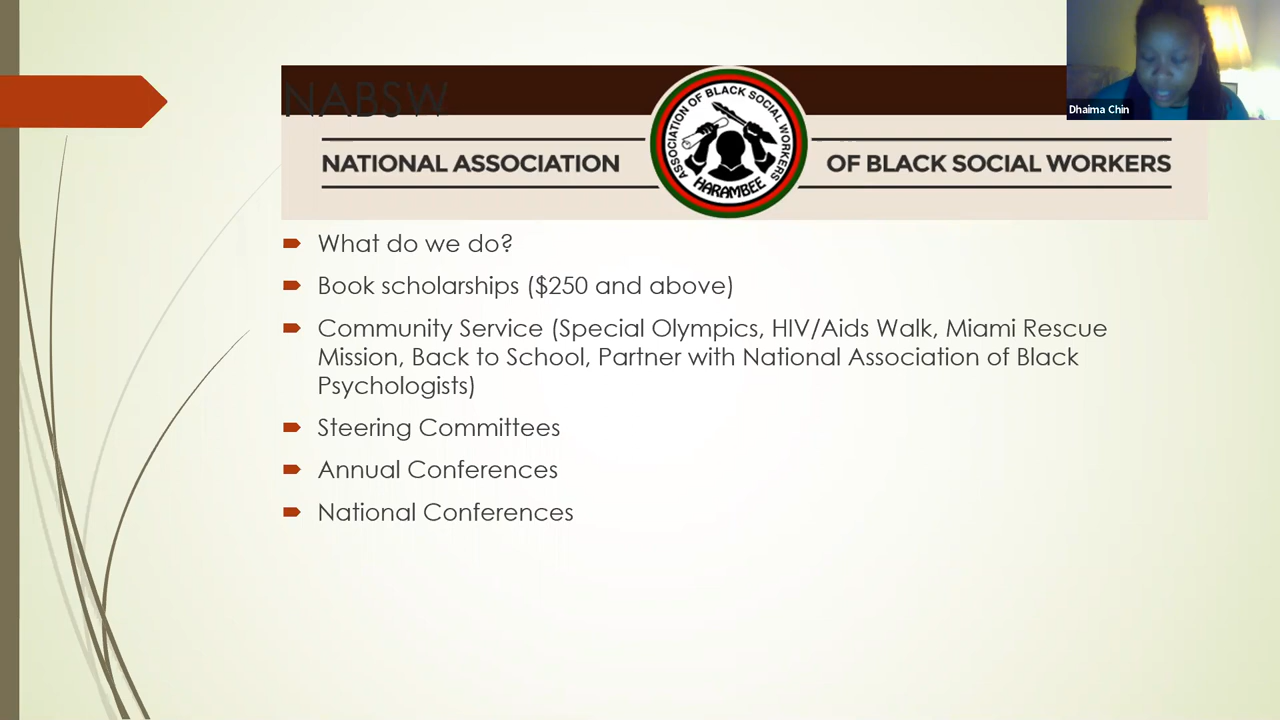 Dhaima Chin
NABSW
ASSOCIATION OF BLACK SOCIAL WORKERS
HARAMBEE
NATIONAL ASSOCIATION
OF BLACK SOCIAL WORKERS
What do we do?
Book scholarships ($250 and above)
Community Service (Special Olympics, HIV/Aids Walk, Miami Rescue
Mission, Back to School, Partner with National Association of Black
Psychologists)
Steering Committees
Annual Conferences
National Conferences